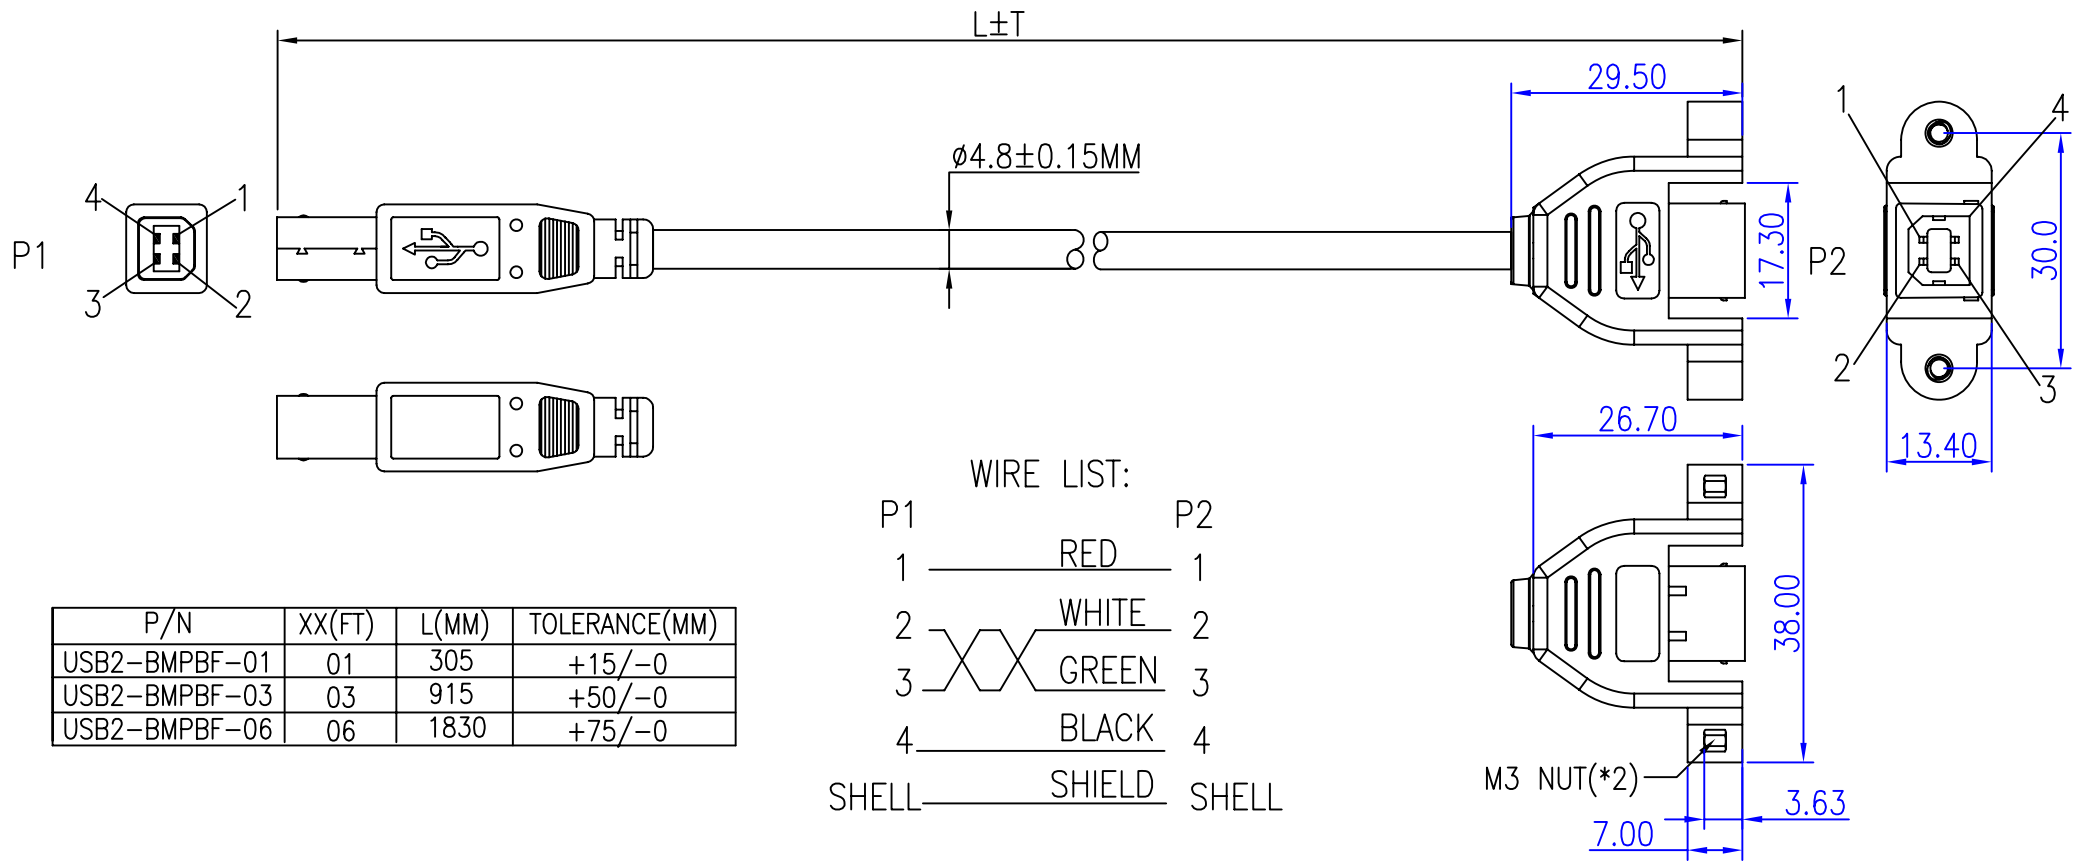 L±T
29.50
1
4
ø4.8±0.15MM
4
1
P1
3
2
17.30
P2
30.0
2
3
26.70
13.40
WIRE LIST:
P1 P2
1 RED 1
2 WHITE 2
3 GREEN 3
4 BLACK 4
SHELL SHIELD SHELL
P/N XX(FT) L(MM) TOLERANCE(MM)
USB2-BMPBF-01 01 305 +15/-0
USB2-BMPBF-03 03 915 +50/-0
USB2-BMPBF-06 06 1830 +75/-0
38.00
M3 NUT(*2)
3.63
7.00